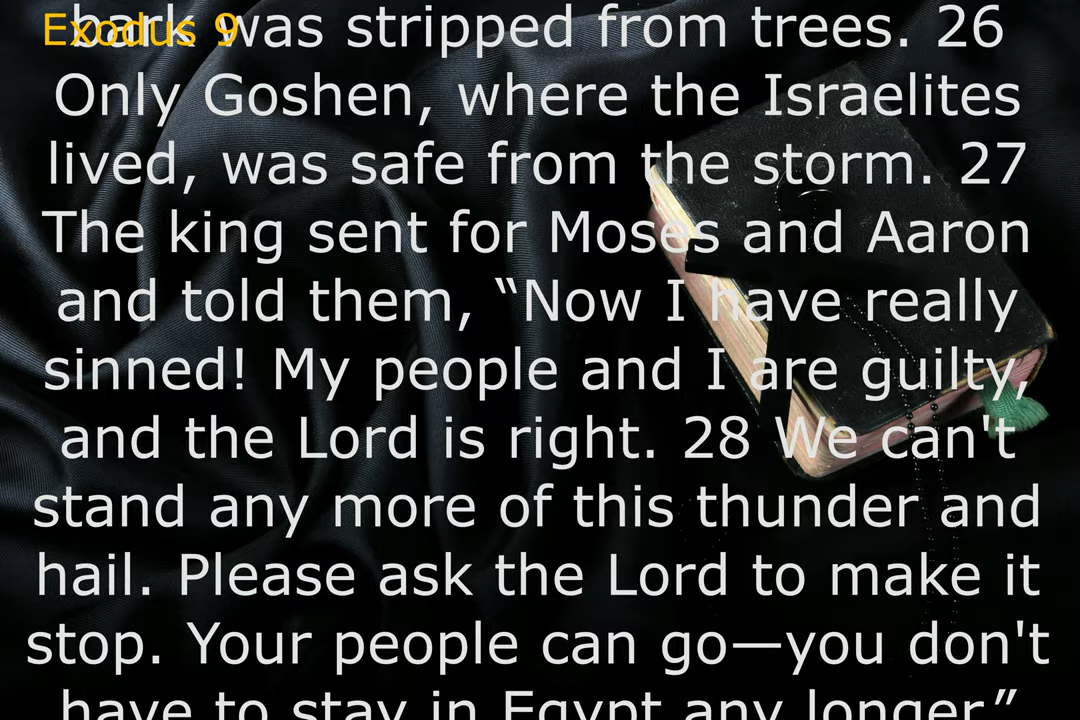 Exodus 9
bark was stripped from trees. 26
Only Goshen, where the Israelites
lived, was safe from the storm. 27
The king sent for Moses and Aaron
and told them, “Now I have really
sinned! My people and I are guilty,
and the Lord is right. 28 We can't
stand any more of this thunder and
hail. Please ask the Lord to make it
stop. Your people can go—you don't
have to stay in Egypt any longer.”